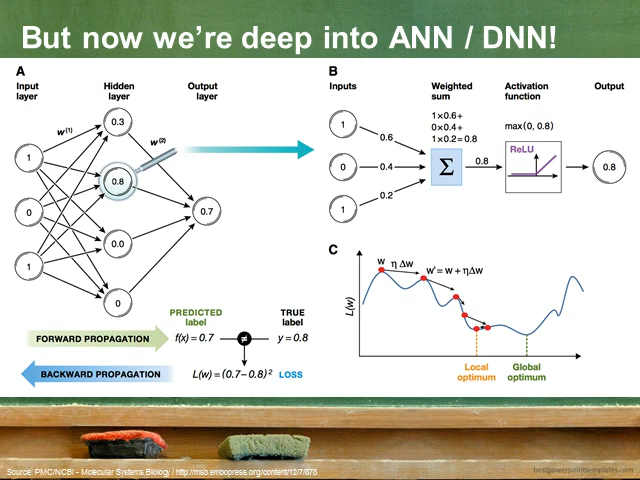 But now we're deep into ANN / DNN!
A
Input
layer
Hidden
layer
Output
layer
w(1)
w(2)
1
0
1
0.3
0.8
0.0
0
0.7
PREDICTED
label
TRUE
label
FORWARD PROPAGATION
f(x) = 0.7
≠
y = 0.8
BACKWARD PROPAGATION
L(w) = (0.7–0.8)²
LOSS
B
Inputs
Weighted
sum
Activation
function
Output
1×0.6+
0×0.4+
1×0.2=0.8
max(0, 0.8)
1
0
1
0.6
0.4
0.2
Σ
0.8
ReLU
0.8
C
w
η Δw
w' = w + ηΔw
L(w)
Local
optimum
Global
optimum
Source: PMC/NCBI - Molecular Systems Biology / http://msb.embopress.org/content/12/7/878
bestpowerpointtemplates.com